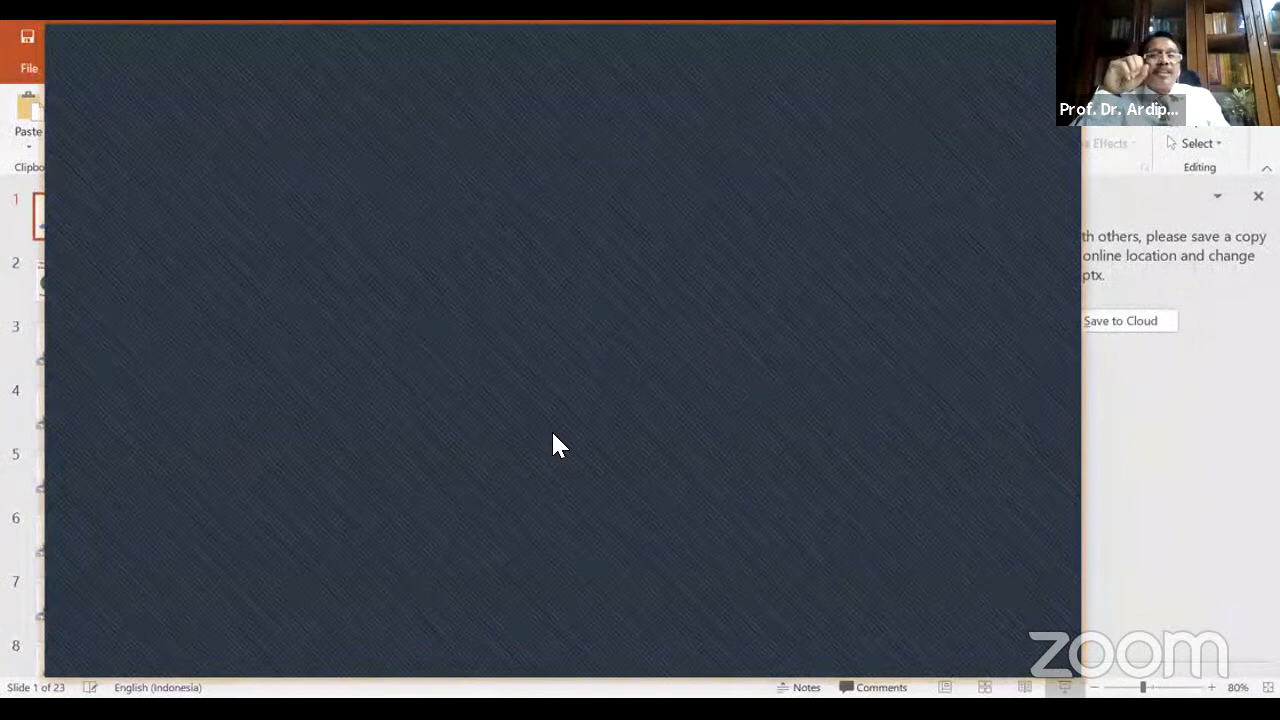 File
Prof. Dr. Ardip...
Paste
Effects
Select
Clipbo
Editing
1
th others, please save a copy
online location and change
ptx.
2
3
Save to Cloud
4
5
6
7
8
zoom
Slide 1 of 23
English (Indonesia)
Notes
Comments
80%